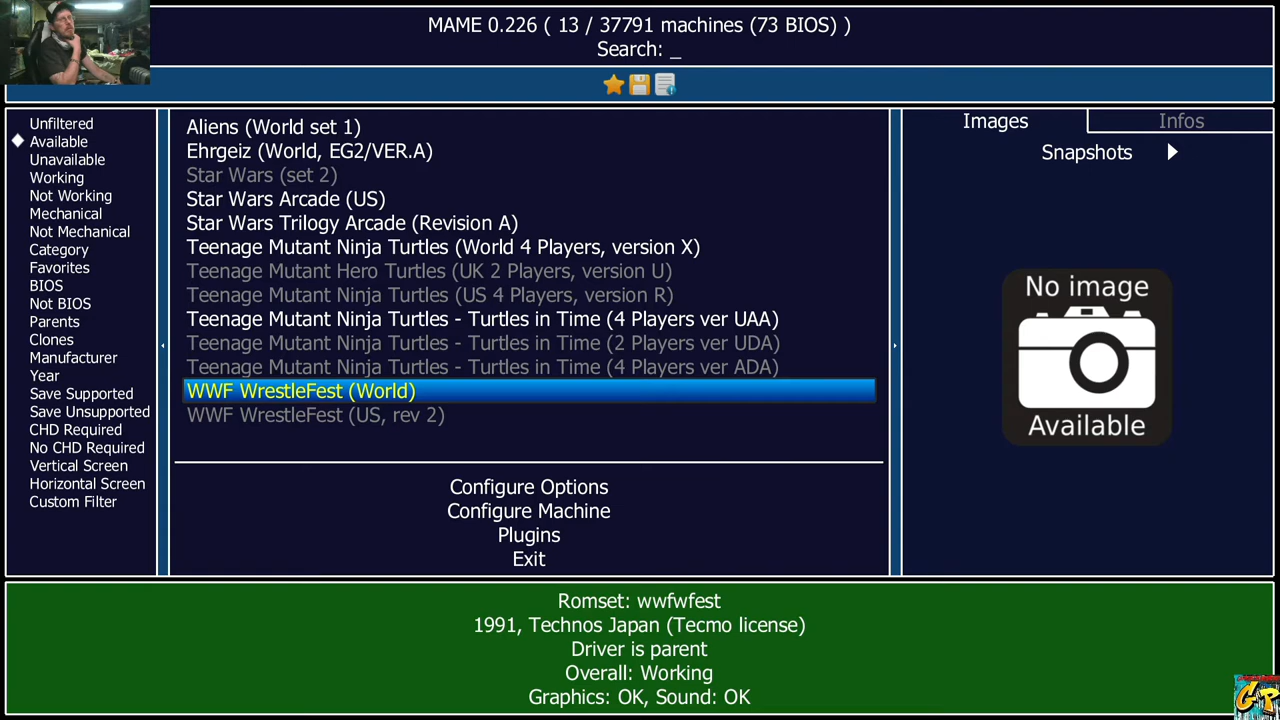 MAME 0.226 ( 13 / 37791 machines (73 BIOS) )
Search: _
Unfiltered
Available
Unavailable
Working
Not Working
Mechanical
Not Mechanical
Category
Favorites
BIOS
Not BIOS
Parents
Clones
Manufacturer
Year
Save Supported
Save Unsupported
CHD Required
No CHD Required
Vertical Screen
Horizontal Screen
Custom Filter
Aliens (World set 1)
Ehrgeiz (World, EG2/VER.A)
Star Wars (set 2)
Star Wars Arcade (US)
Star Wars Trilogy Arcade (Revision A)
Teenage Mutant Ninja Turtles (World 4 Players, version X)
Teenage Mutant Hero Turtles (UK 2 Players, version U)
Teenage Mutant Ninja Turtles (US 4 Players, version R)
Teenage Mutant Ninja Turtles - Turtles in Time (4 Players ver UAA)
Teenage Mutant Ninja Turtles - Turtles in Time (2 Players ver UDA)
Teenage Mutant Ninja Turtles - Turtles in Time (4 Players ver ADA)
WWF WrestleFest (World)
WWF WrestleFest (US, rev 2)
Configure Options
Configure Machine
Plugins
Exit
Images
Infos
Snapshots
No image
Available
Romset: wwfwfest
1991, Technos Japan (Tecmo license)
Driver is parent
Overall: Working
Graphics: OK, Sound: OK